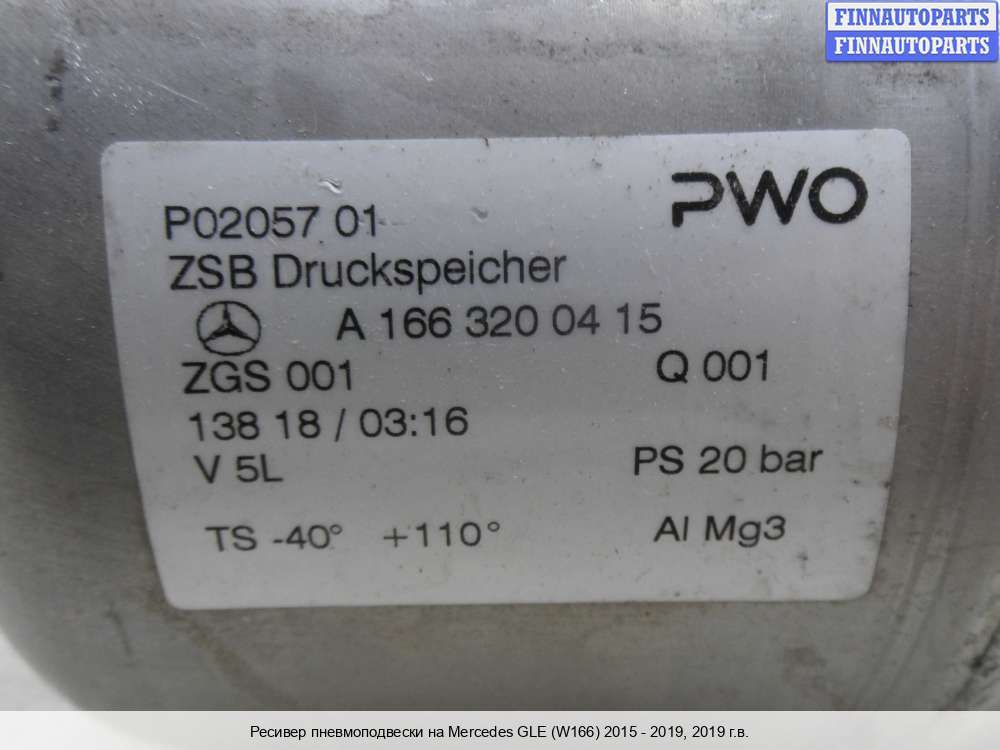 FINNAUTOPARTS
FINNAUTOPARTS
PWO
P02057 01
ZSB Druckspeicher
A 166 320 04 15
ZGS 001 Q 001
138 18 / 03:16
V 5L PS 20 bar
TS -40° +110° Al Mg3
Ресивер пневмоподвески на Mercedes GLE (W166) 2015 - 2019, 2019 г.в.